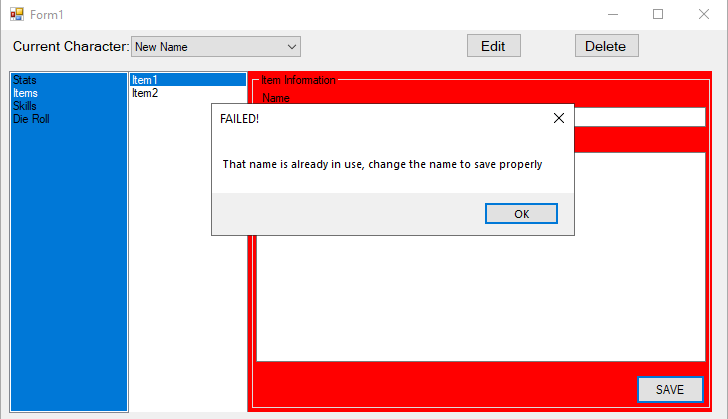 Form1
Current Character: New Name Edit Delete
Stats
Items
Skills
Die Roll
Item1
Item2
Item Information
Name
FAILED!
That name is already in use, change the name to save properly
OK
SAVE